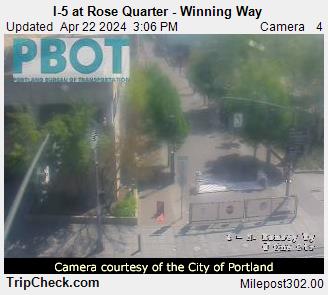 I-5 at Rose Quarter - Winning Way
Updated Apr 22 2024 3:06 PM Camera 4
PBOT
PORTLAND BUREAU OF TRANSPORTATION
Camera courtesy of the City of Portland
TripCheck.com Milepost302.00